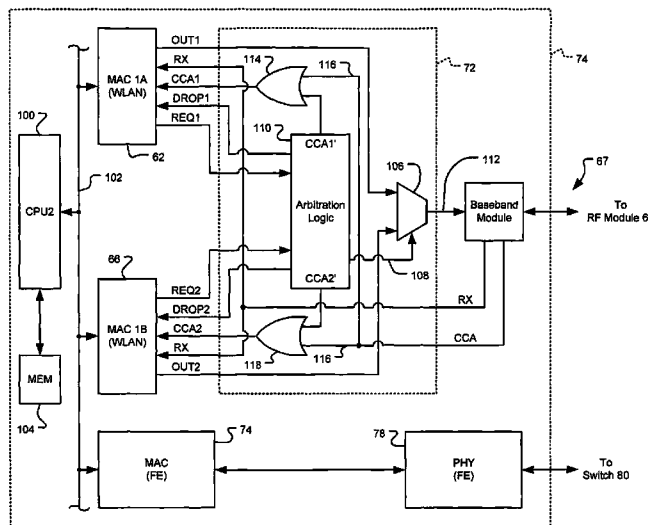 OUT1
MAC 1A
(WLAN)
RX
CCA1
DROP1
REQ1
62
114
116
72
74
100
CPU2
102
110
CCA1'
Arbitration
Logic
CCA2'
106
112
108
Baseband
Module
67
To
RF Module 6
66
MAC 1B
(WLAN)
REQ2
DROP2
CCA2
RX
OUT2
118
116
RX
CCA
MEM
104
74
MAC
(FE)
78
PHY
(FE)
To
Switch 80